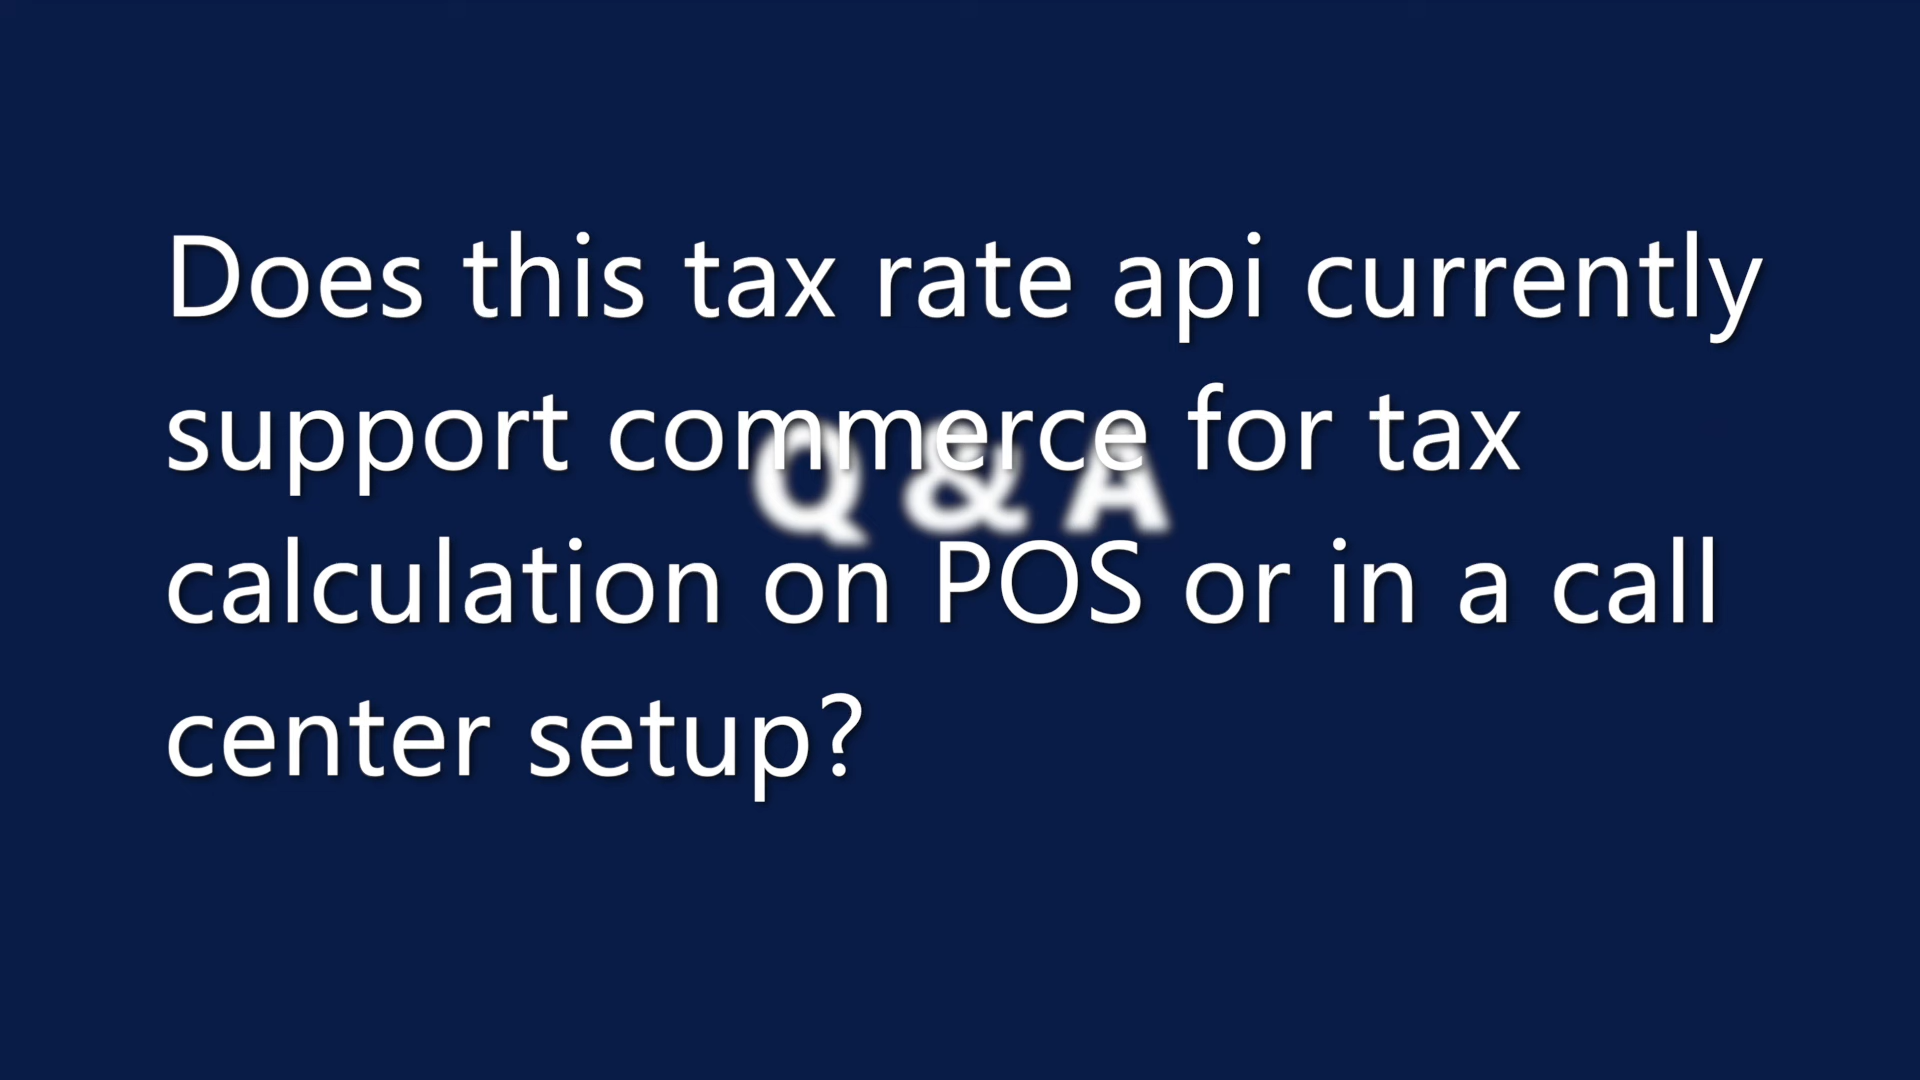 Does this tax rate api currently
support commerce for tax
Q & A
calculation on POS or in a call
center setup?